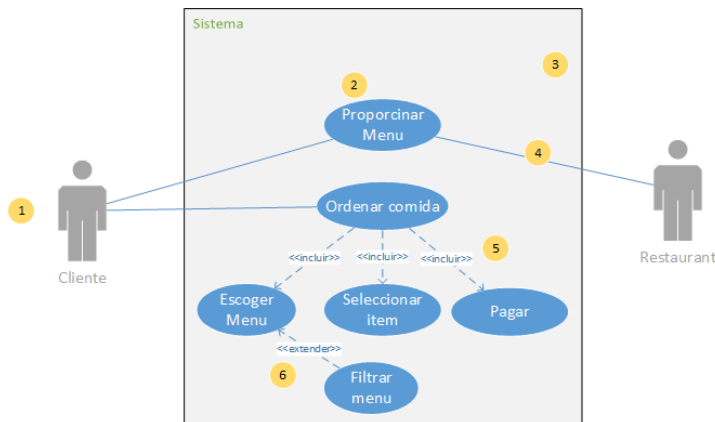 Sistema
3
2
Proporcinar
Menu
4
1
Ordenar comida
Cliente
Restaurant
5
<<incluir>>
<<incluir>>
<<incluir>>
Escoger
Menu
Seleccionar
item
Pagar
<<extender>>
6
Filtrar
menu